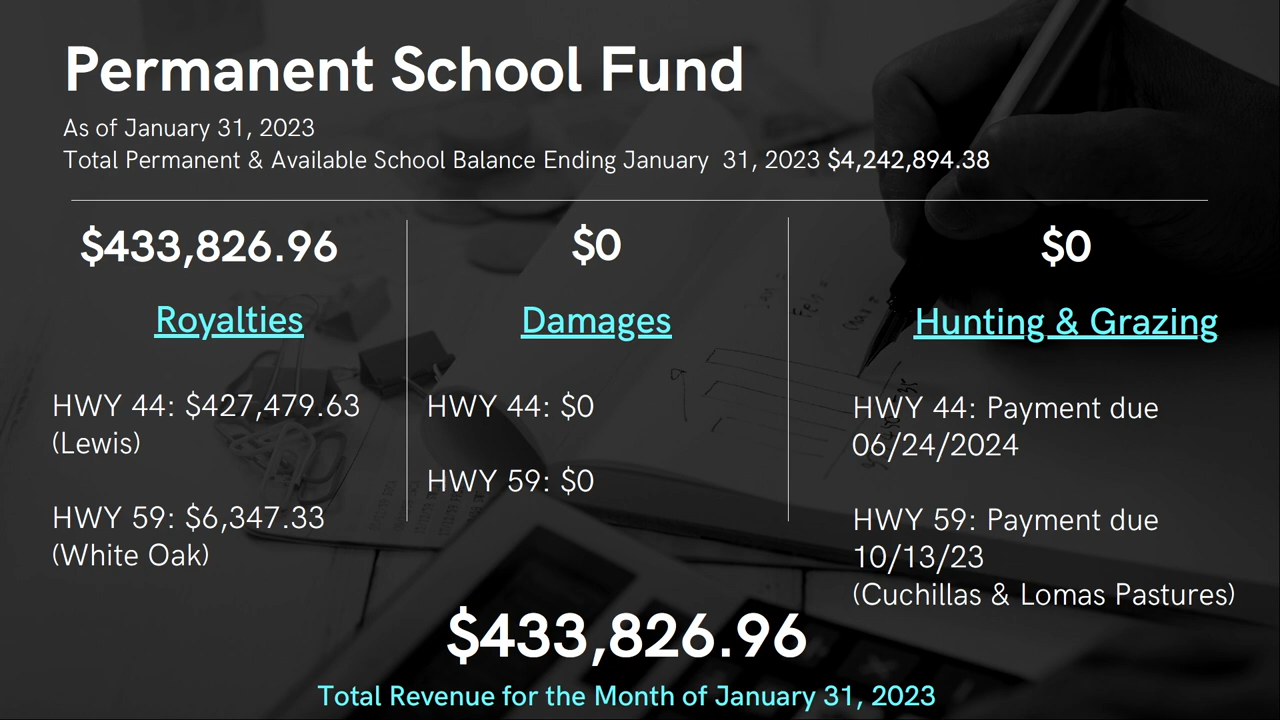 Permanent School Fund
As of January 31, 2023
Total Permanent & Available School Balance Ending January 31, 2023 $4,242,894.38
$433,826.96
Royalties
HWY 44: $427,479.63
(Lewis)
HWY 59: $6,347.33
(White Oak)
$0
Damages
HWY 44: $0
HWY 59: $0
$0
Hunting & Grazing
HWY 44: Payment due
06/24/2024
HWY 59: Payment due
10/13/23
(Cuchillas & Lomas Pastures)
$433,826.96
Total Revenue for the Month of January 31, 2023